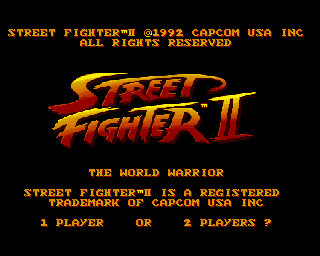 STREET FIGHTER™II @1992 CAPCOM USA INC
ALL RIGHTS RESERVED
STREET
FIGHTER™ II
THE WORLD WARRIOR
STREET FIGHTER™II IS A REGISTERED
TRADEMARK OF CAPCOM USA INC
1 PLAYER OR 2 PLAYERS ?